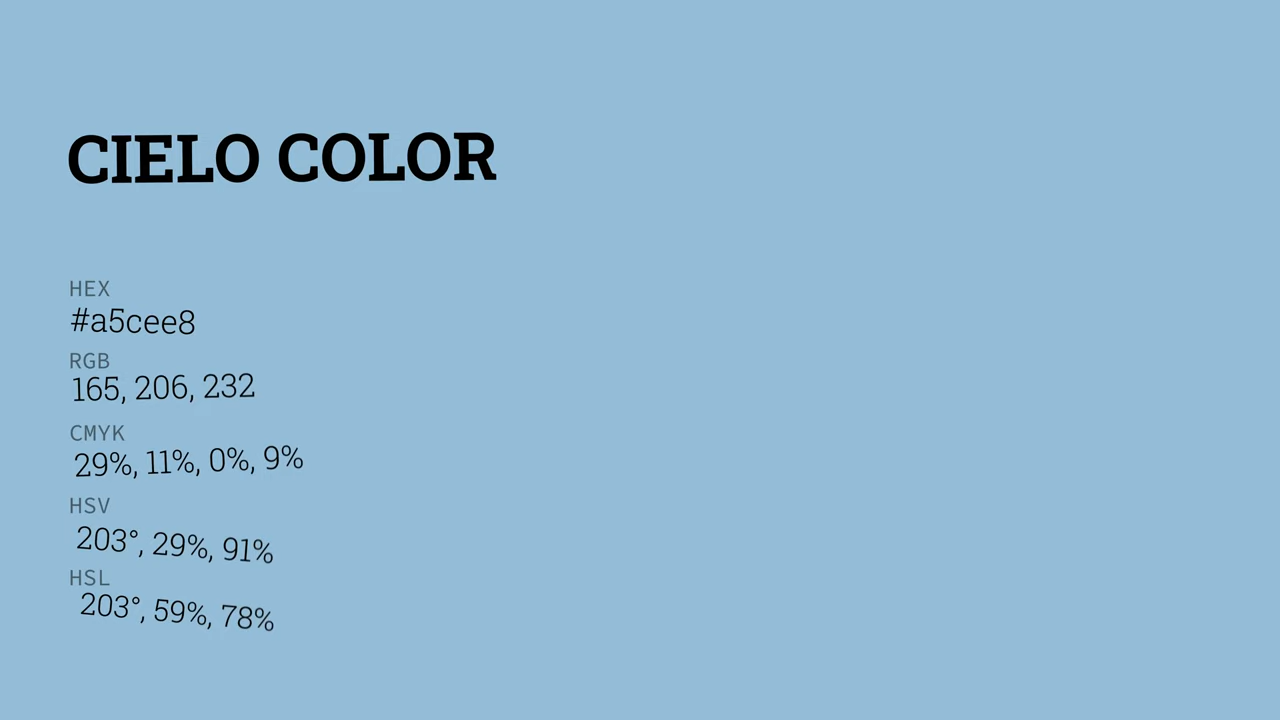 CIELO COLOR
HEX
#a5cee8
RGB
165, 206, 232
CMYK
29%, 11%, 0%, 9%
HSV
203°, 29%, 91%
HSL
203°, 59%, 78%